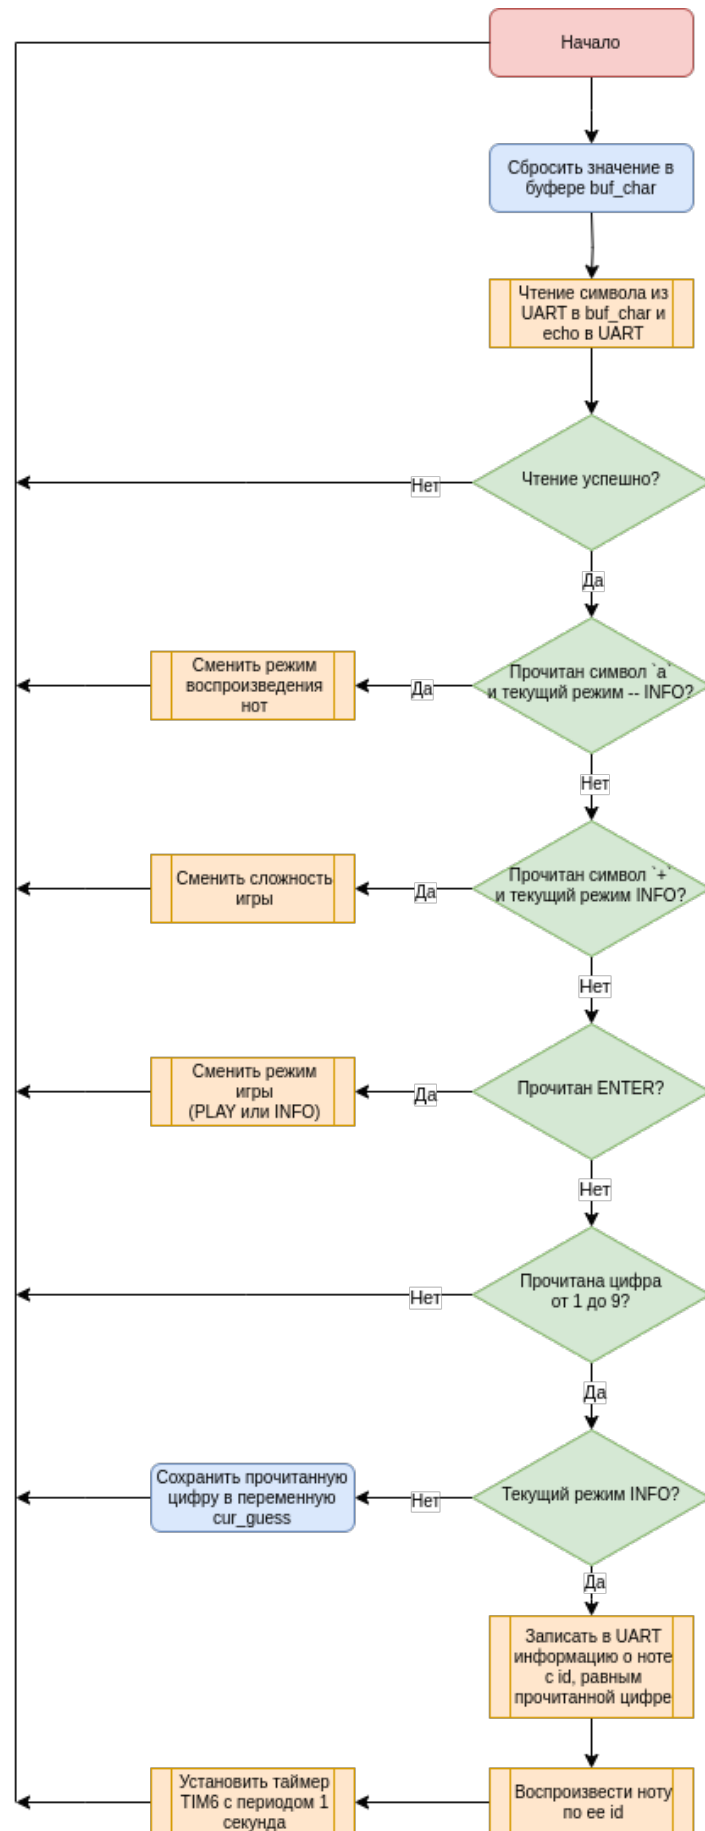 Начало
Сбросить значение в
буфере buf_char
Чтение символа из
UART в buf_char и
echo в UART
Чтение успешно?
Нет
Да
Прочитан символ `a`
и текущий режим -- INFO?
Да
Сменить режим
воспроизведения
нот
Нет
Прочитан символ `+`
и текущий режим INFO?
Да
Сменить сложность
игры
Нет
Прочитан ENTER?
Да
Сменить режим
игры
(PLAY или INFO)
Нет
Прочитана цифра
от 1 до 9?
Нет
Да
Текущий режим INFO?
Нет
Сохранить прочитанную
цифру в переменную
cur_guess
Да
Записать в UART
информацию о ноте
с id, равным
прочитанной цифре
Воспроизвести ноту
по ее id
Установить таймер
TIM6 с периодом 1
секунда